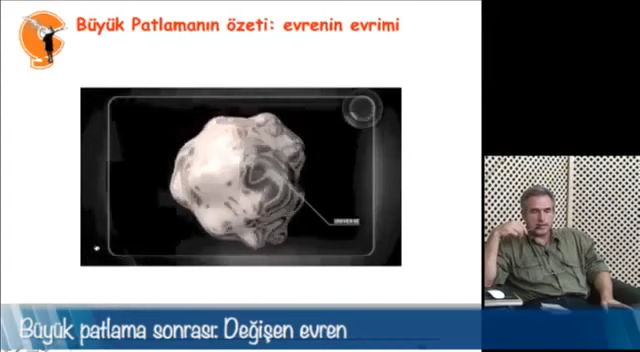 Büyük Patlamanın özeti: evrenin evrimi
UNIVERSE
Büyük patlama sonrası: Değişen evren